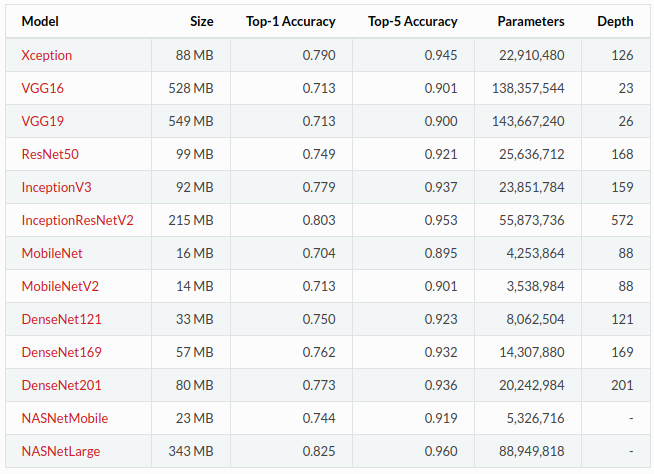 Model Size Top-1 Accuracy Top-5 Accuracy Parameters Depth
Xception 88 MB 0.790 0.945 22,910,480 126
VGG16 528 MB 0.713 0.901 138,357,544 23
VGG19 549 MB 0.713 0.900 143,667,240 26
ResNet50 99 MB 0.749 0.921 25,636,712 168
InceptionV3 92 MB 0.779 0.937 23,851,784 159
InceptionResNetV2 215 MB 0.803 0.953 55,873,736 572
MobileNet 16 MB 0.704 0.895 4,253,864 88
MobileNetV2 14 MB 0.713 0.901 3,538,984 88
DenseNet121 33 MB 0.750 0.923 8,062,504 121
DenseNet169 57 MB 0.762 0.932 14,307,880 169
DenseNet201 80 MB 0.773 0.936 20,242,984 201
NASNetMobile 23 MB 0.744 0.919 5,326,716 -
NASNetLarge 343 MB 0.825 0.960 88,949,818 -